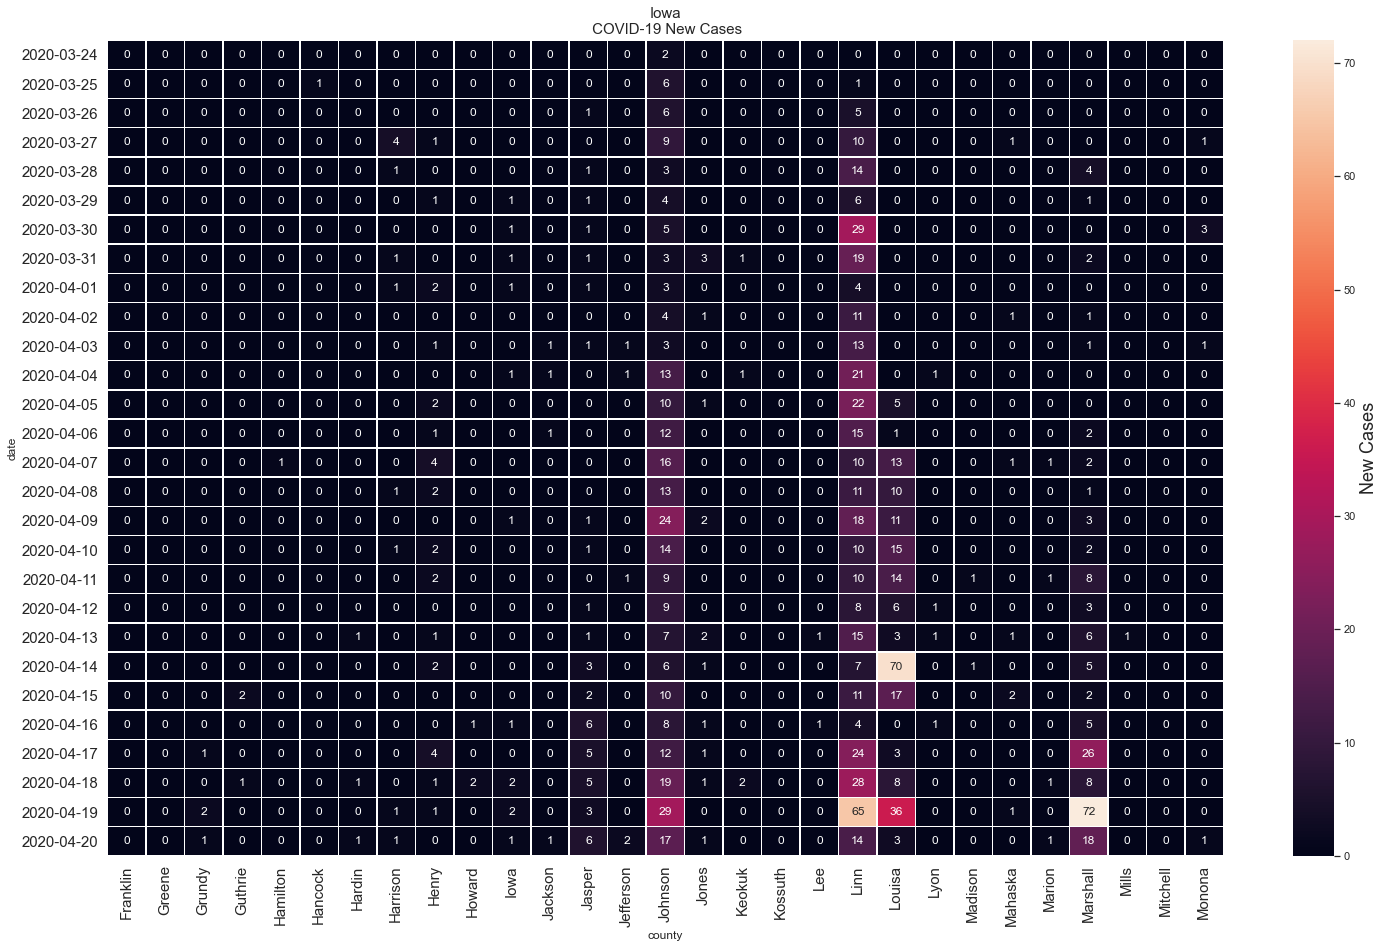 Iowa
COVID-19 New Cases
2020-03-24 0 0 0 0 0 0 0 0 0 0 0 0 0 0 2 0 0 0 0 0 0 0 0 0 0 0 0 0 0
2020-03-25 0 0 0 0 0 1 0 0 0 0 0 0 0 0 6 0 0 0 0 1 0 0 0 0 0 0 0 0 0
2020-03-26 0 0 0 0 0 0 0 0 0 0 0 0 1 0 6 0 0 0 0 5 0 0 0 0 0 0 0 0 0
2020-03-27 0 0 0 0 0 0 0 4 1 0 0 0 0 0 9 0 0 0 0 10 0 0 0 1 0 0 0 0 1
2020-03-28 0 0 0 0 0 0 0 1 0 0 0 0 1 0 3 0 0 0 0 14 0 0 0 0 0 4 0 0 0
2020-03-29 0 0 0 0 0 0 0 0 1 0 1 0 1 0 4 0 0 0 0 6 0 0 0 0 0 1 0 0 0
2020-03-30 0 0 0 0 0 0 0 0 0 0 1 0 1 0 5 0 0 0 0 29 0 0 0 0 0 0 0 0 3
2020-03-31 0 0 0 0 0 0 0 1 0 0 1 0 1 0 3 3 1 0 0 19 0 0 0 0 0 2 0 0 0
2020-04-01 0 0 0 0 0 0 0 1 2 0 1 0 1 0 3 0 0 0 0 4 0 0 0 0 0 0 0 0 0
2020-04-02 0 0 0 0 0 0 0 0 0 0 0 0 0 0 4 1 0 0 0 11 0 0 0 1 0 1 0 0 0
2020-04-03 0 0 0 0 0 0 0 0 1 0 0 1 1 1 3 0 0 0 0 13 0 0 0 0 0 1 0 0 1
2020-04-04 0 0 0 0 0 0 0 0 0 0 1 1 0 1 13 0 1 0 0 21 0 1 0 0 0 0 0 0 0
2020-04-05 0 0 0 0 0 0 0 0 2 0 0 0 0 0 10 1 0 0 0 22 5 0 0 0 0 0 0 0 0
2020-04-06 0 0 0 0 0 0 0 0 1 0 0 1 0 0 12 0 0 0 0 15 1 0 0 0 0 2 0 0 0
2020-04-07 0 0 0 0 1 0 0 0 4 0 0 0 0 0 16 0 0 0 0 10 13 0 0 1 1 2 0 0 0
2020-04-08 0 0 0 0 0 0 0 1 2 0 0 0 0 0 13 0 0 0 0 11 10 0 0 0 0 1 0 0 0
2020-04-09 0 0 0 0 0 0 0 0 0 0 1 0 1 0 24 2 0 0 0 18 11 0 0 0 0 3 0 0 0
2020-04-10 0 0 0 0 0 0 0 1 2 0 0 0 1 0 14 0 0 0 0 10 15 0 0 0 0 2 0 0 0
2020-04-11 0 0 0 0 0 0 0 0 2 0 0 0 0 1 9 0 0 0 0 10 14 0 1 0 1 8 0 0 0
2020-04-12 0 0 0 0 0 0 0 0 0 0 0 0 1 0 9 0 0 0 0 8 6 1 0 0 0 3 0 0 0
2020-04-13 0 0 0 0 0 0 1 0 1 0 0 0 1 0 7 2 0 0 1 15 3 1 0 1 0 6 1 0 0
2020-04-14 0 0 0 0 0 0 0 0 2 0 0 0 3 0 6 1 0 0 0 7 70 0 1 0 0 5 0 0 0
2020-04-15 0 0 0 2 0 0 0 0 0 0 0 0 2 0 10 0 0 0 0 11 17 0 0 2 0 2 0 0 0
2020-04-16 0 0 0 0 0 0 0 0 0 1 1 0 6 0 8 1 0 0 1 4 0 1 0 0 0 5 0 0 0
2020-04-17 0 0 1 0 0 0 0 0 4 0 0 0 5 0 12 1 0 0 0 24 3 0 0 0 0 26 0 0 0
2020-04-18 0 0 0 1 0 0 1 0 1 2 2 0 5 0 19 1 2 0 0 28 8 0 0 0 1 8 0 0 0
2020-04-19 0 0 2 0 0 0 0 1 1 0 2 0 3 0 29 0 0 0 0 65 36 0 0 1 0 72 0 0 0
2020-04-20 0 0 1 0 0 0 1 1 0 0 1 1 6 2 17 1 0 0 0 14 3 0 0 0 1 18 0 0 1
date
Franklin Greene Grundy Guthrie Hamilton Hancock Hardin Harrison Henry Howard Iowa Jackson Jasper Jefferson Johnson Jones Keokuk Kossuth Lee Linn Louisa Lyon Madison Mahaska Marion Marshall Mills Mitchell Monona
county
70
60
50
40
30
20
10
0
New Cases